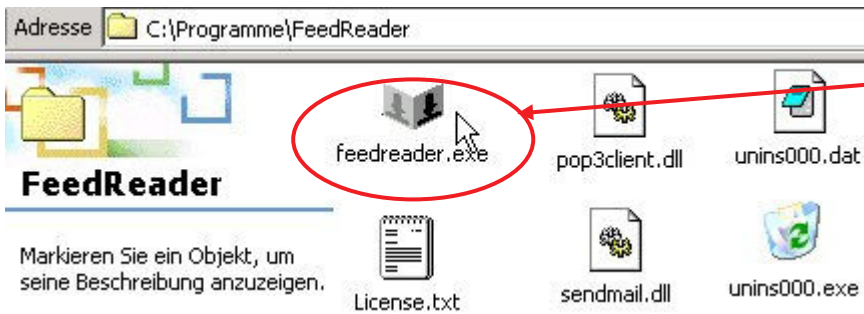 Adresse C:\Programme\FeedReader
feedreader.exe
pop3client.dll
unins000.dat
FeedReader
Markieren Sie ein Objekt, um
seine Beschreibung anzuzeigen.
License.txt
sendmail.dll
unins000.exe